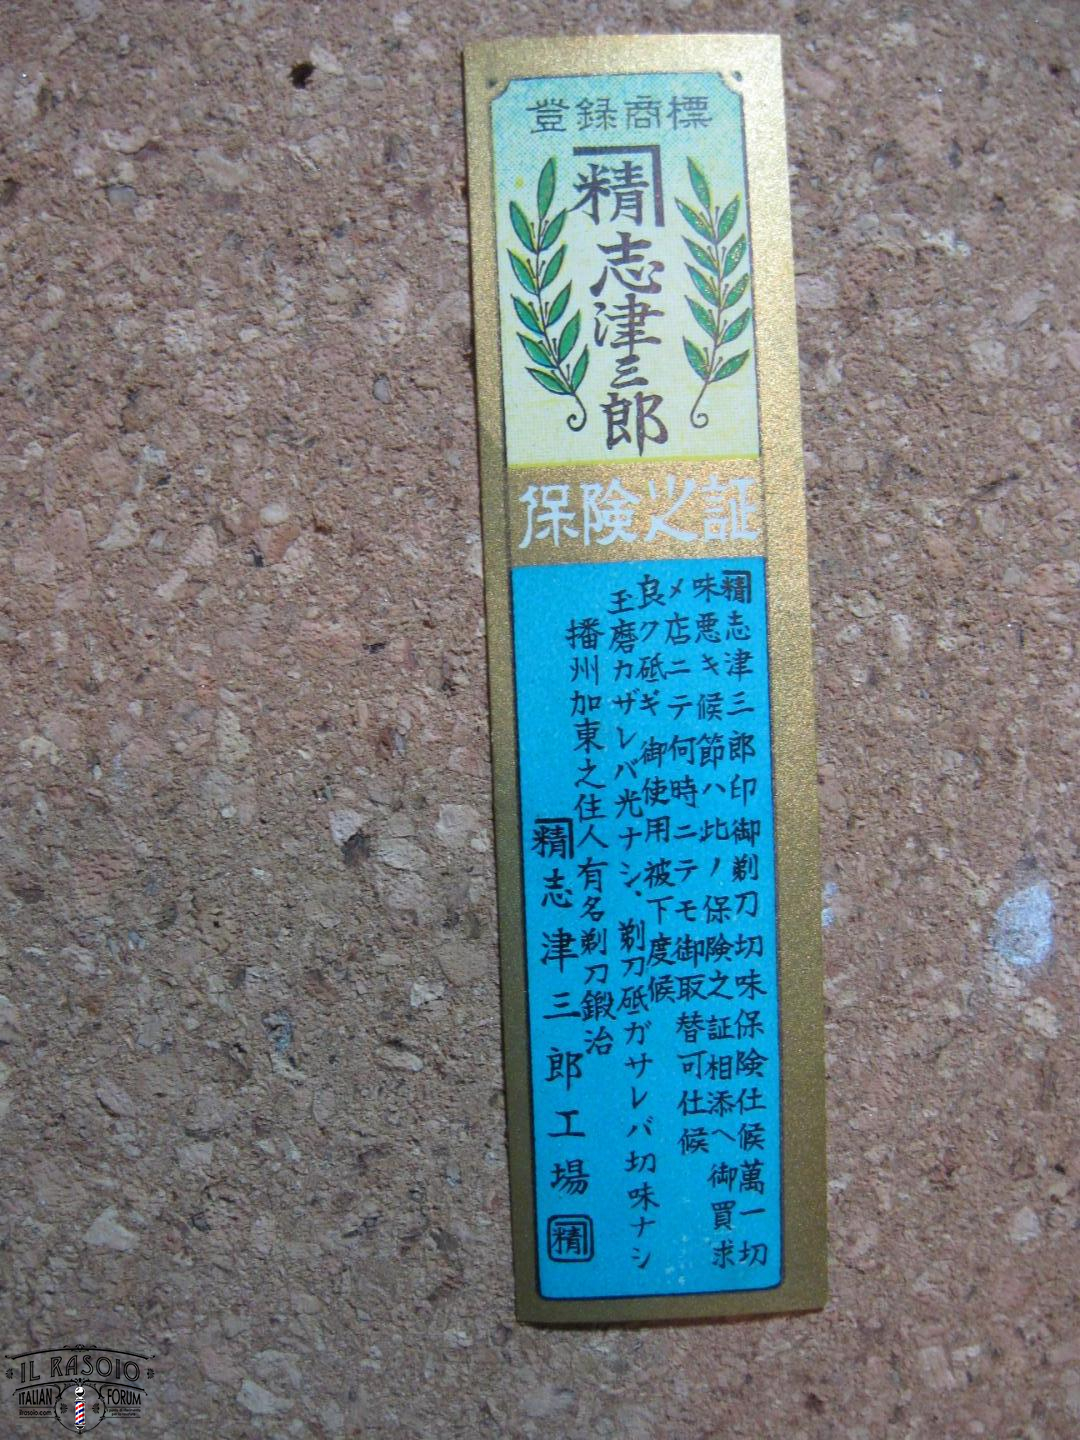 登録商標
精
志津三郎
保険之証
精志津三郎印御剃刀切味保険仕候萬一切
味悪キ候節ハ此ノ保険之証相添へ御買求
メ店ニテ何時ニテモ御取替可仕候
良ク砥ギ御使用被下度候
玉磨カザレバ光ナシ、剃刀砥ガサレバ切味ナシ
播州加東之住人有名剃刀鍛治
精志津三郎工場
精
IL RASOIO
ITALIAN FORUM